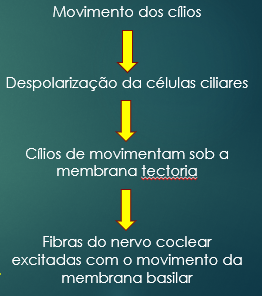 Movimento dos cílios
Despolarização da células ciliares
Cílios de movimentam sob a
membrana tectoria
Fibras do nervo coclear
excitadas com o movimento da
membrana basilar